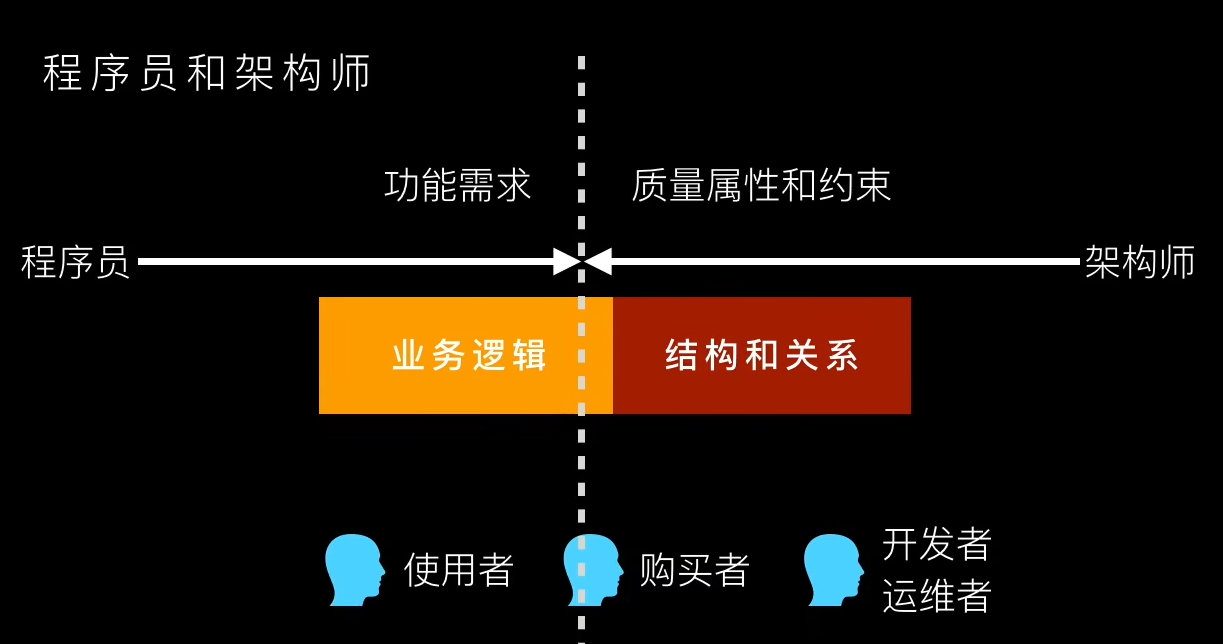 程序员和架构师
功能需求
质量属性和约束
程序员
架构师
业务逻辑
结构和关系
使用者
购买者
开发者
运维者